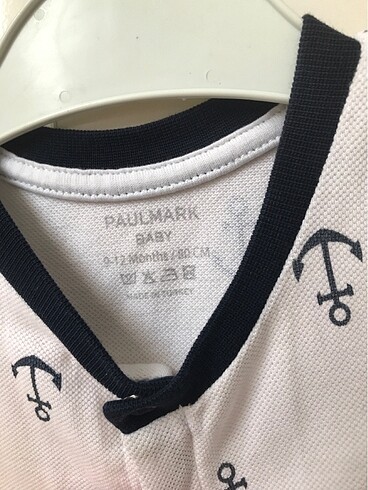 PAULMARK
BABY
9-12 Months / 80 CM
MADE IN TURKEY